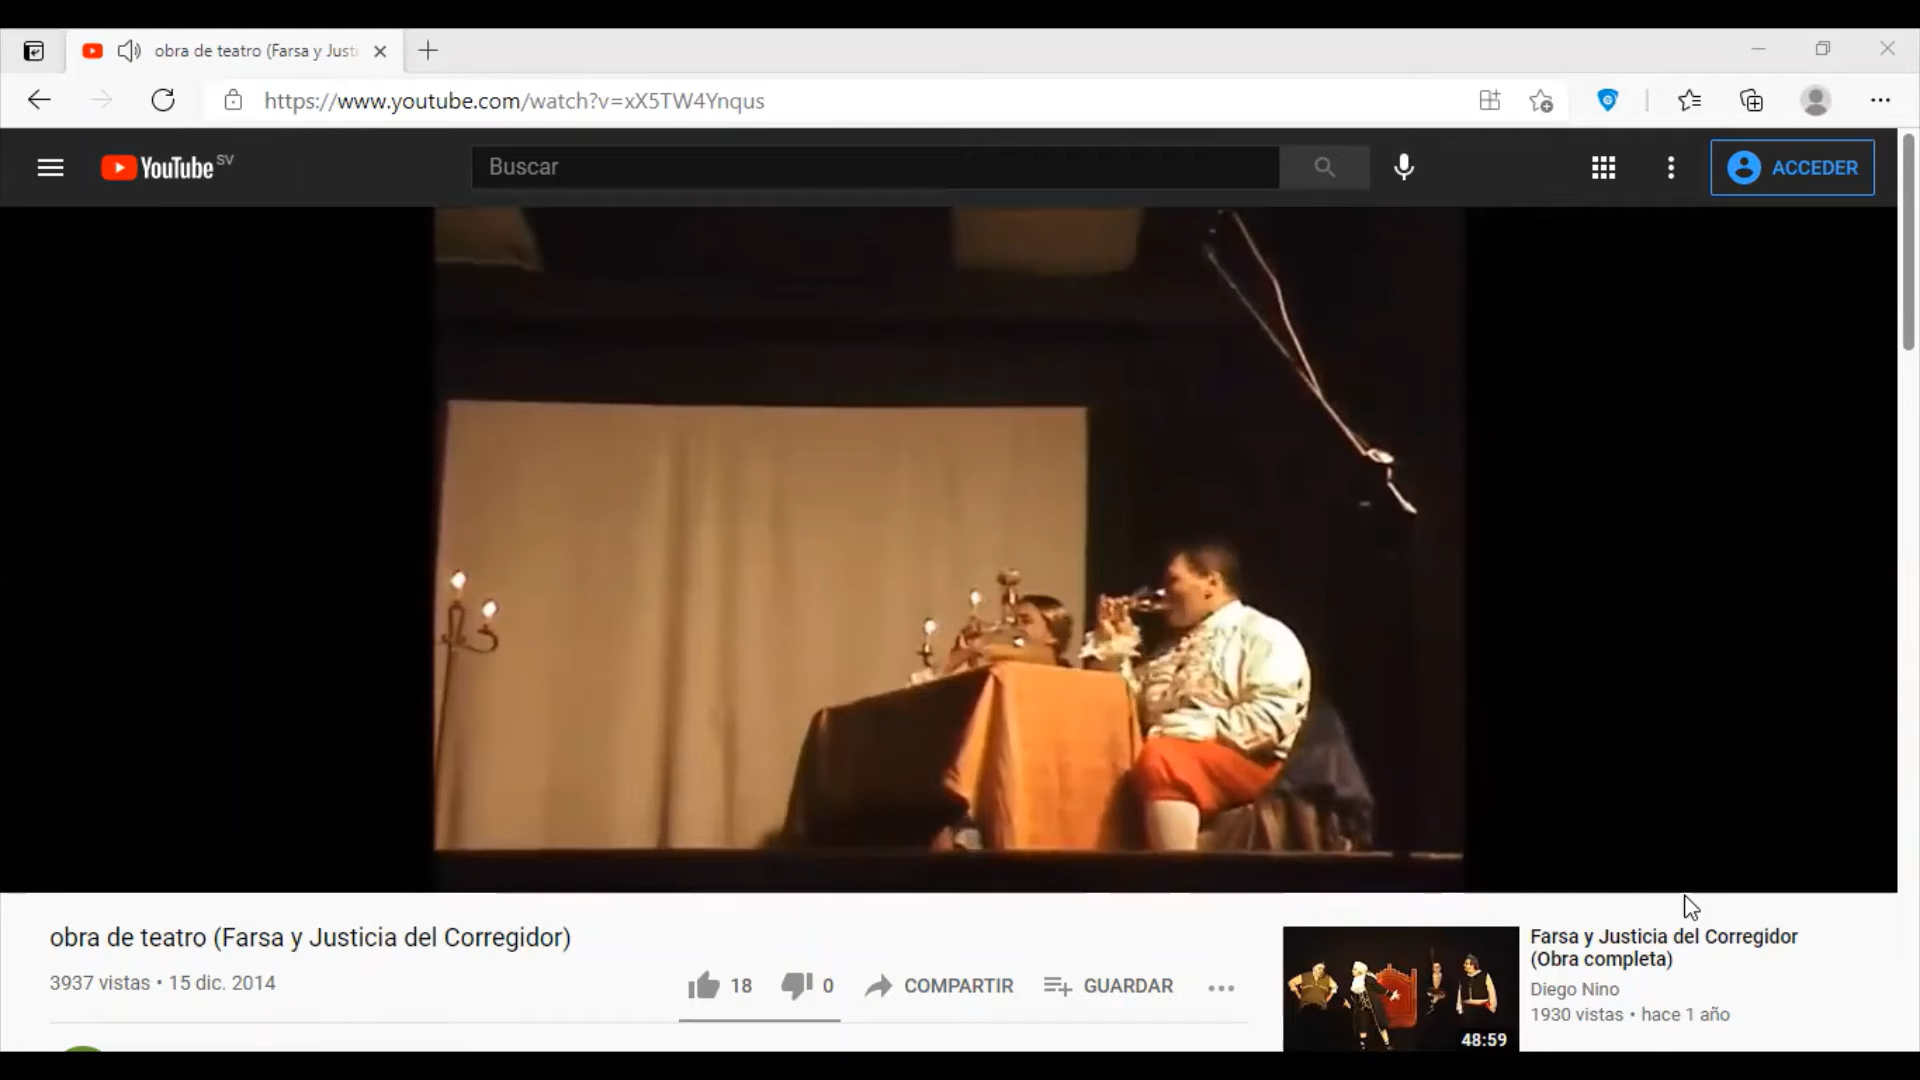 obra de teatro (Farsa y Justi
https://www.youtube.com/watch?v=xX5TW4Ynqus
YouTube SV
Buscar
ACCEDER
obra de teatro (Farsa y Justicia del Corregidor)
3937 vistas • 15 dic. 2014
18
0
COMPARTIR
GUARDAR
Farsa y Justicia del Corregidor
(Obra completa)
Diego Nino
1930 vistas • hace 1 año
48:59